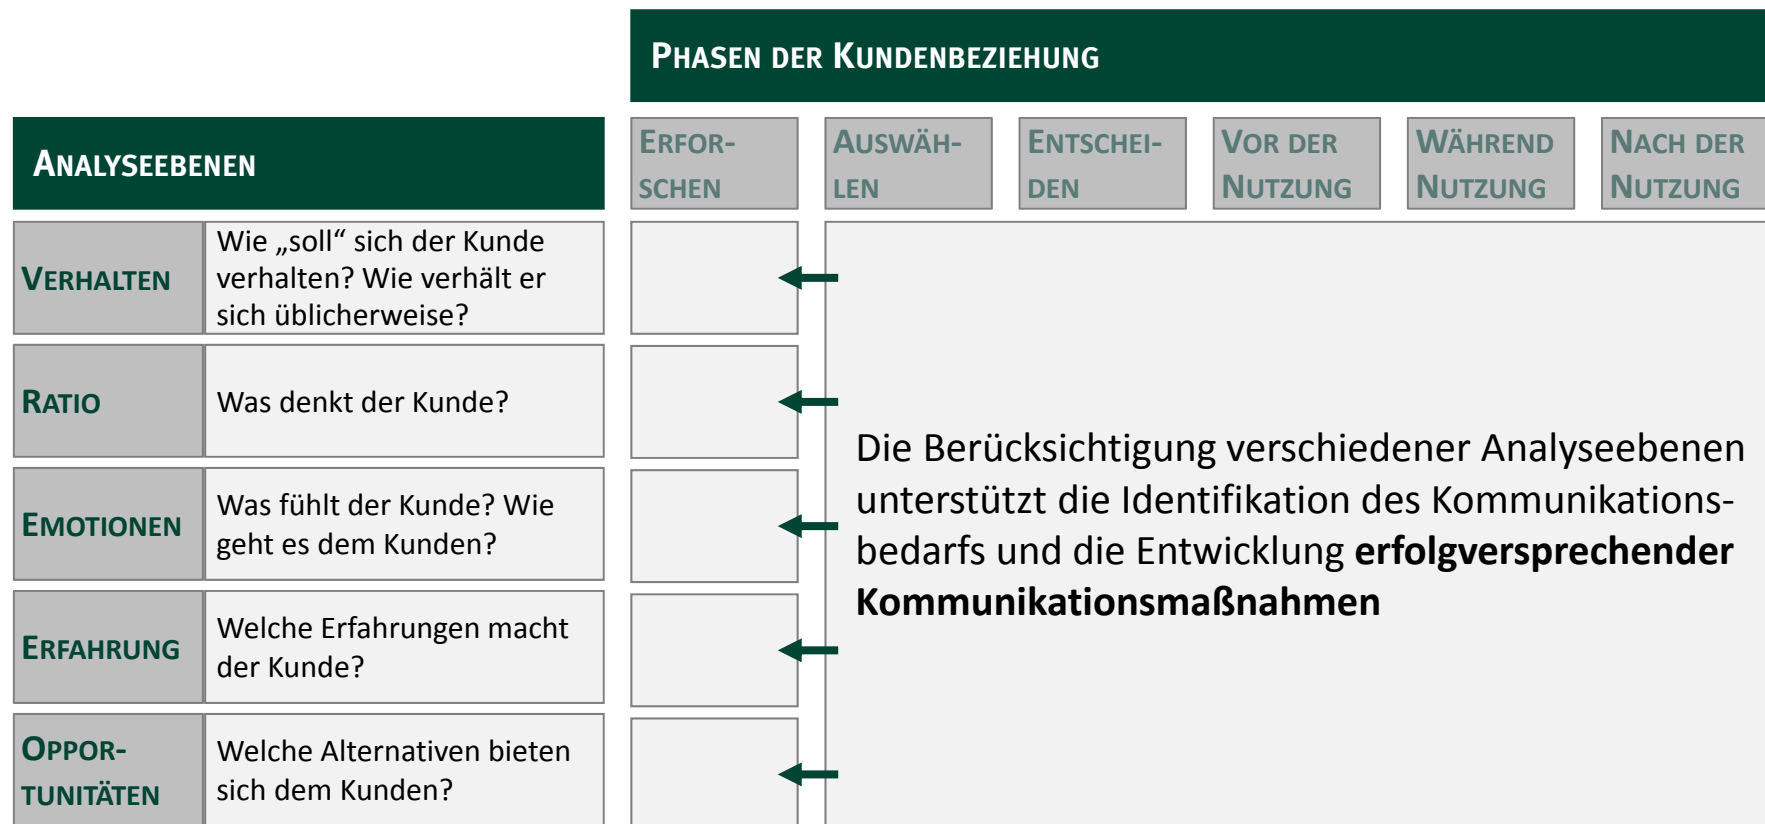 PHASEN DER KUNDENBEZIEHUNG
ANALYSEEBENEN
ERFOR-
SCHEN
AUSWÄH-
LEN
ENTSCHEI-
DEN
VOR DER
NUTZUNG
WÄHREND
NUTZUNG
NACH DER
NUTZUNG
VERHALTEN
Wie „soll“ sich der Kunde
verhalten? Wie verhält er
sich üblicherweise?
RATIO
Was denkt der Kunde?
EMOTIONEN
Was fühlt der Kunde? Wie
geht es dem Kunden?
ERFAHRUNG
Welche Erfahrungen macht
der Kunde?
OPPOR-
TUNITÄTEN
Welche Alternativen bieten
sich dem Kunden?
Die Berücksichtigung verschiedener Analyseebenen
unterstützt die Identifikation des Kommunikations-
bedarfs und die Entwicklung erfolgversprechender
Kommunikationsmaßnahmen